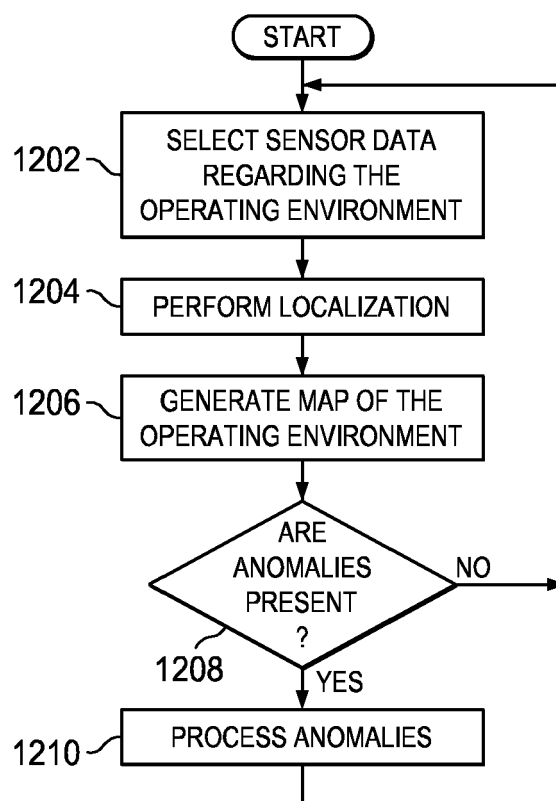 START
1202
SELECT SENSOR DATA
REGARDING THE
OPERATING ENVIRONMENT
1204
PERFORM LOCALIZATION
1206
GENERATE MAP OF THE
OPERATING ENVIRONMENT
ARE
ANOMALIES
PRESENT
?
NO
1208
YES
1210
PROCESS ANOMALIES